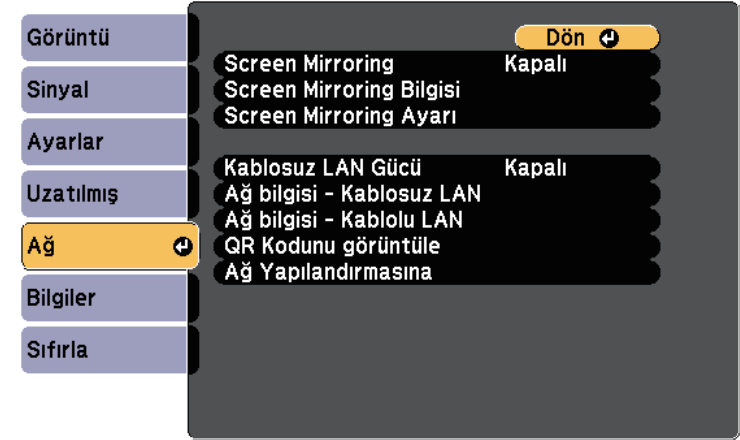 Görüntü
Sinyal
Ayarlar
Uzatılmış
Ağ
Bilgiler
Sıfırla
Dön
Screen Mirroring Kapalı
Screen Mirroring Bilgisi
Screen Mirroring Ayarı
Kablosuz LAN Gücü Kapalı
Ağ bilgisi - Kablosuz LAN
Ağ bilgisi - Kablolu LAN
QR Kodunu görüntüle
Ağ Yapılandırmasına